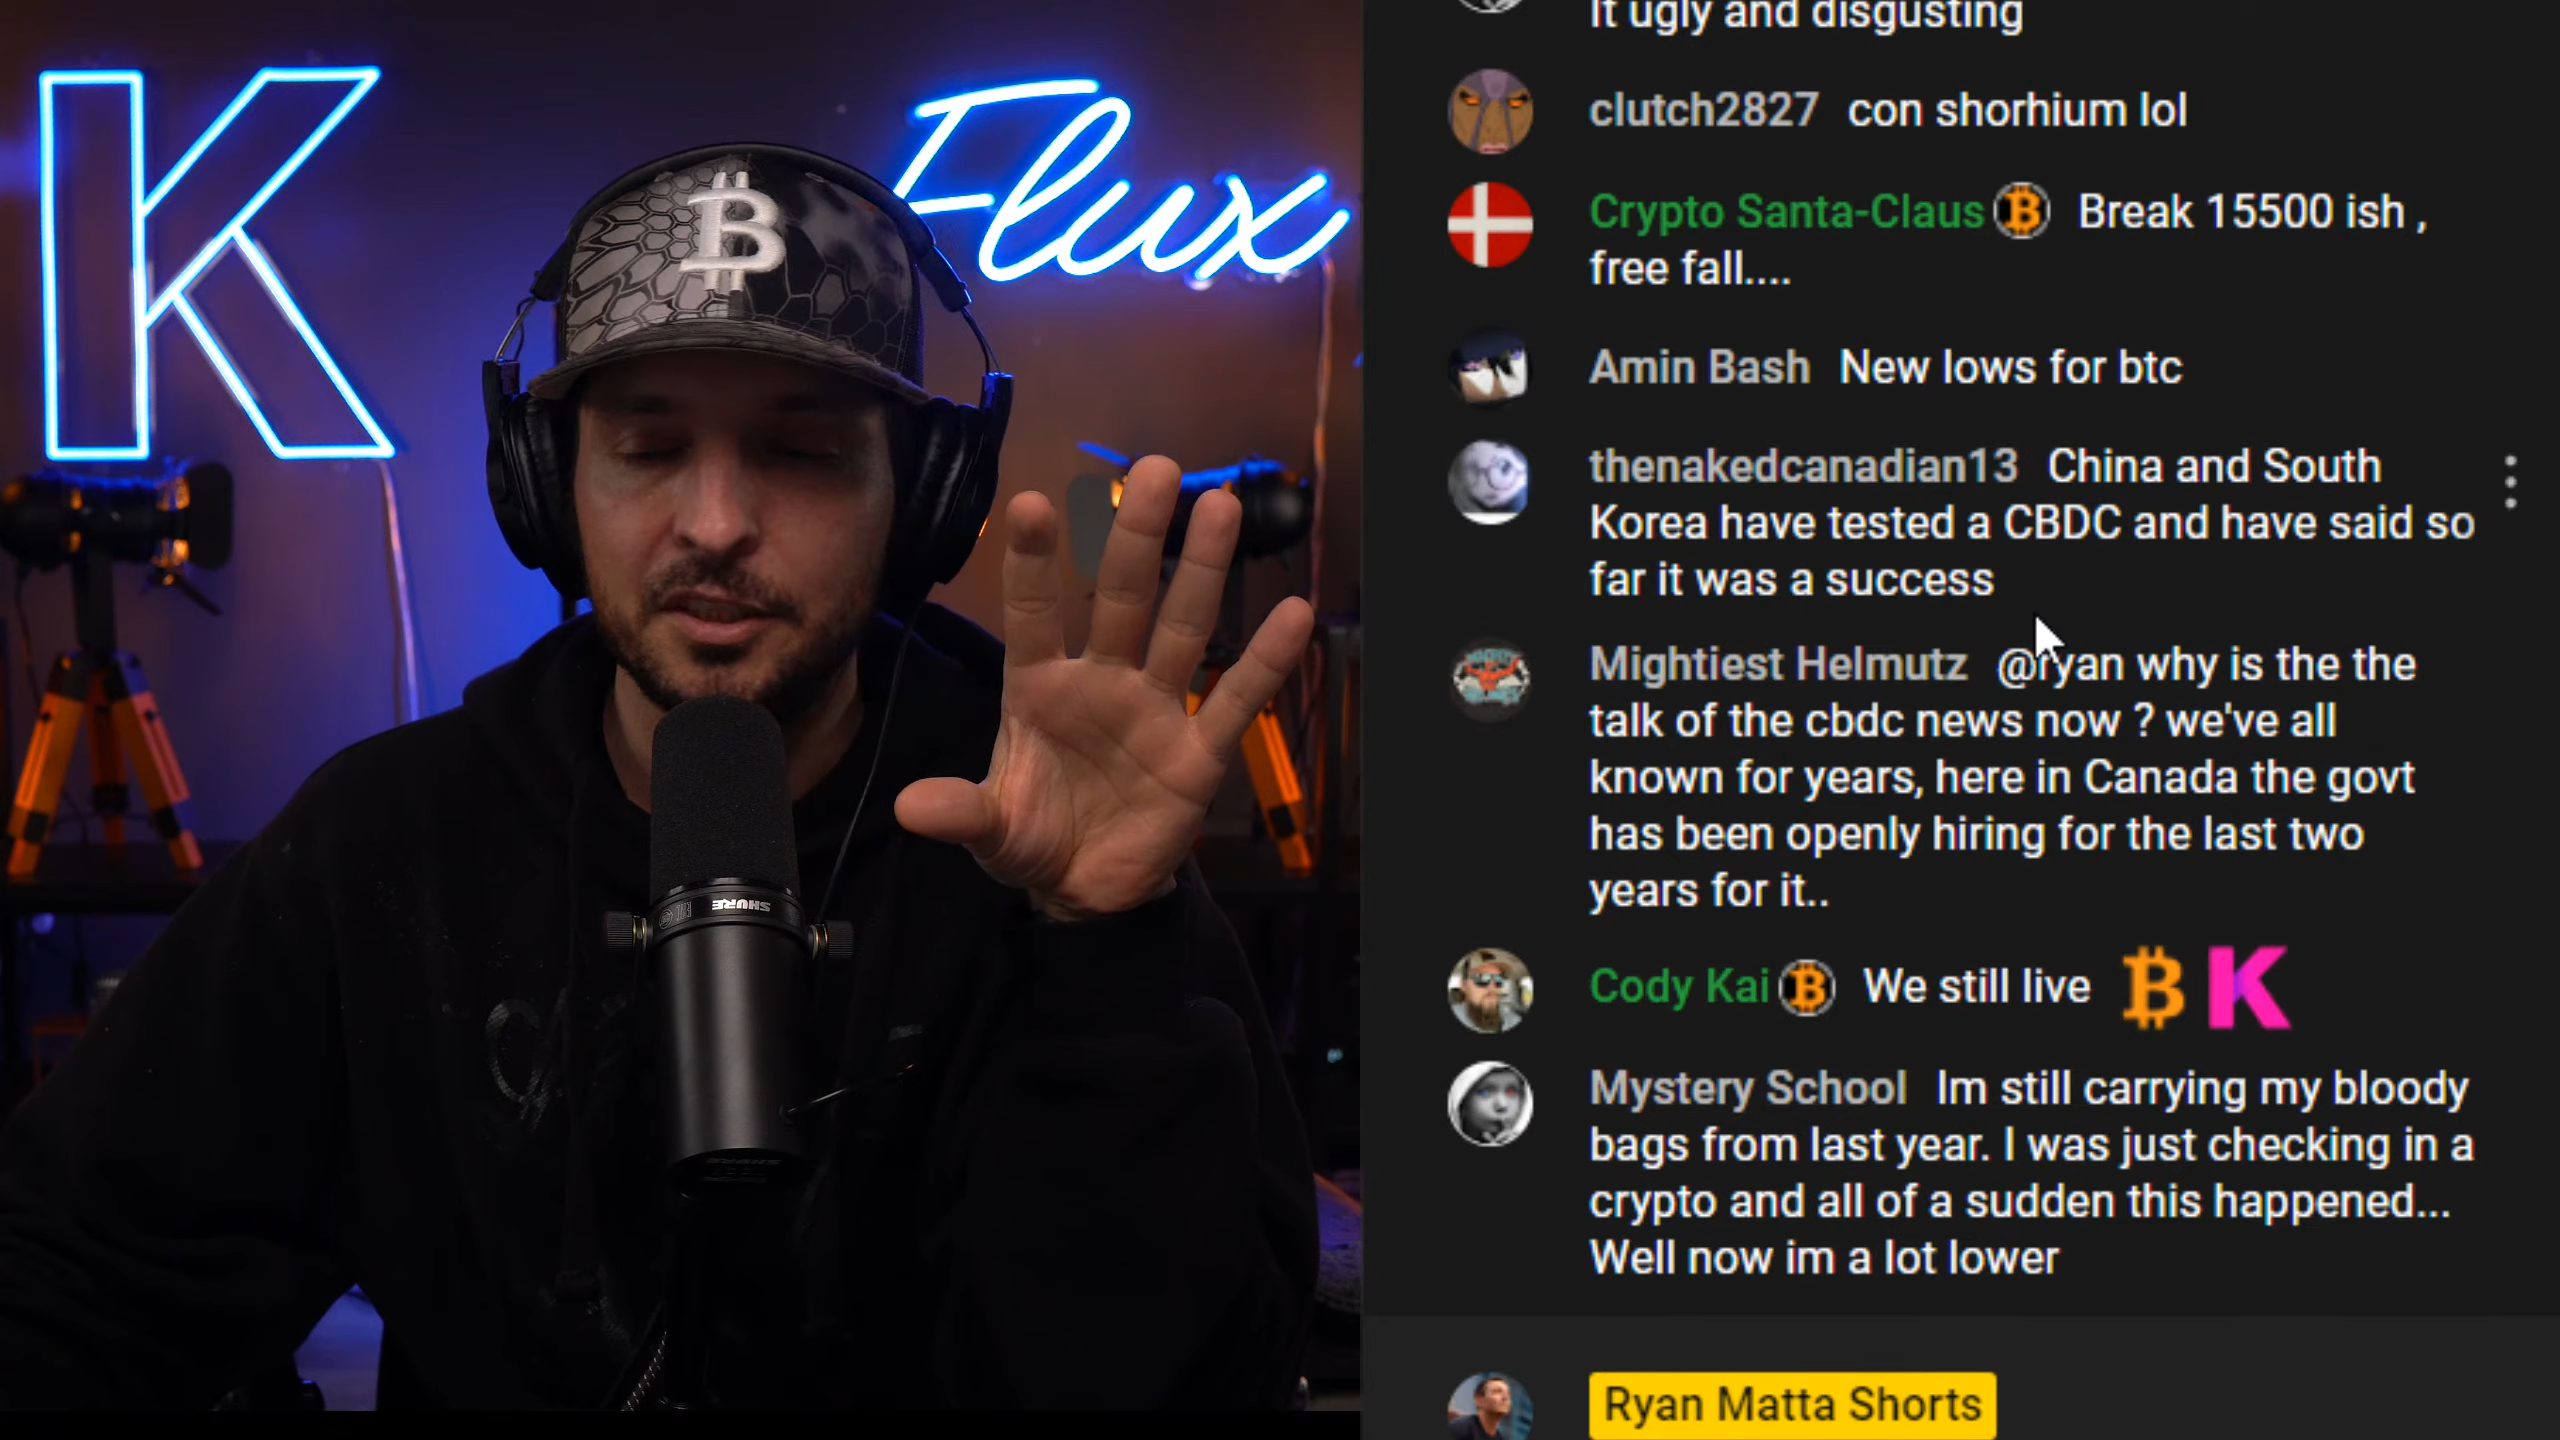 K
Flux
B
SHURE
It ugly and disgusting
clutch2827 con shorhium lol
Crypto Santa-Claus Break 15500 ish ,
free fall....
Amin Bash New lows for btc
thenakedcanadian13 China and South
Korea have tested a CBDC and have said so
far it was a success
Mightiest Helmutz @ryan why is the the
talk of the cbdc news now ? we've all
known for years, here in Canada the govt
has been openly hiring for the last two
years for it..
Cody Kai We still live K
Mystery School Im still carrying my bloody
bags from last year. I was just checking in a
crypto and all of a sudden this happened...
Well now im a lot lower
Ryan Matta Shorts